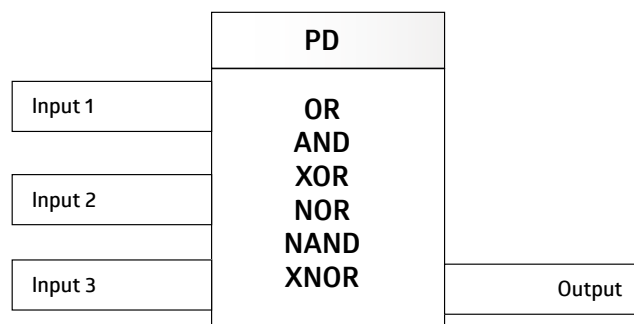 PD
Input 1
OR
AND
XOR
Input 2
NOR
NAND
XNOR
Input 3
Output